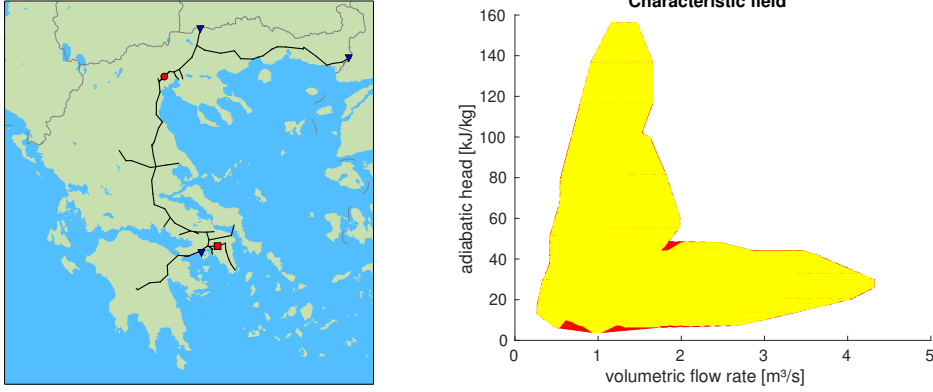 Characteristic field
160
140
120
100
80
60
40
20
0
adiabatic head [kJ/kg]
0 1 2 3 4 5
volumetric flow rate [m³/s]